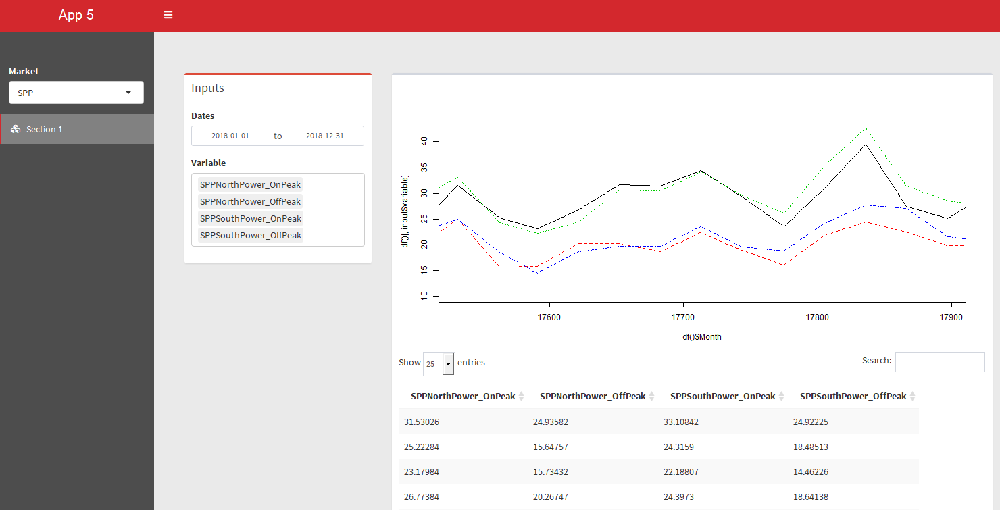 App 5
Market
SPP
Section 1
Inputs
Dates
2018-01-01 to 2018-12-31
Variable
SPPNorthPower_OnPeak
SPPNorthPower_OffPeak
SPPSouthPower_OnPeak
SPPSouthPower_OffPeak
df()[, input$variable]
40
35
30
25
20
15
10
17600 17700 17800 17900
df()$Month
Show 25 entries
Search:
SPPNorthPower_OnPeak SPPNorthPower_OffPeak SPPSouthPower_OnPeak SPPSouthPower_OffPeak
31.53026 24.93582 33.10842 24.92225
25.22284 15.64757 24.3159 18.48513
23.17984 15.73432 22.18807 14.46226
26.77384 20.26747 24.3973 18.64138